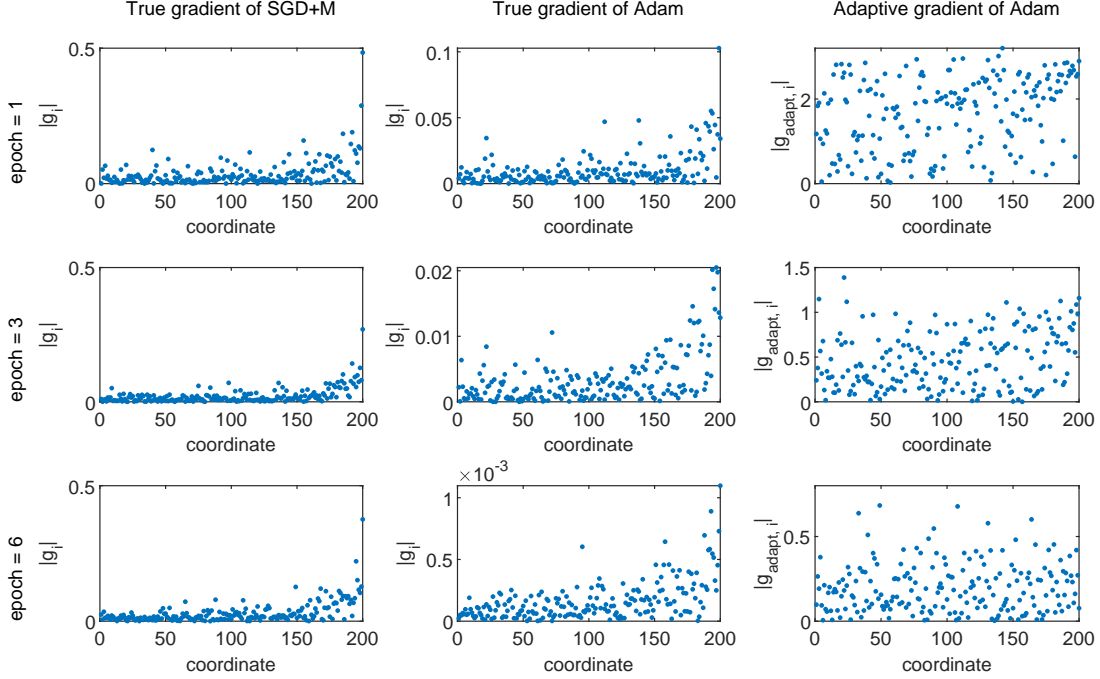 True gradient of SGD+M
True gradient of Adam
Adaptive gradient of Adam
epoch = 1
|g_i|
0.5
0
0 50 100 150 200
coordinate
|g_i|
0.1
0.05
0
0 50 100 150 200
coordinate
|g_adapt, i|
2
0
0 50 100 150 200
coordinate
epoch = 3
|g_i|
0.5
0
0 50 100 150 200
coordinate
|g_i|
0.02
0.01
0
0 50 100 150 200
coordinate
|g_adapt, i|
1.5
1
0.5
0
0 50 100 150 200
coordinate
epoch = 6
|g_i|
0.5
0
0 50 100 150 200
coordinate
×10^-3
|g_i|
1
0.5
0
0 50 100 150 200
coordinate
|g_adapt, i|
0.5
0
0 50 100 150 200
coordinate